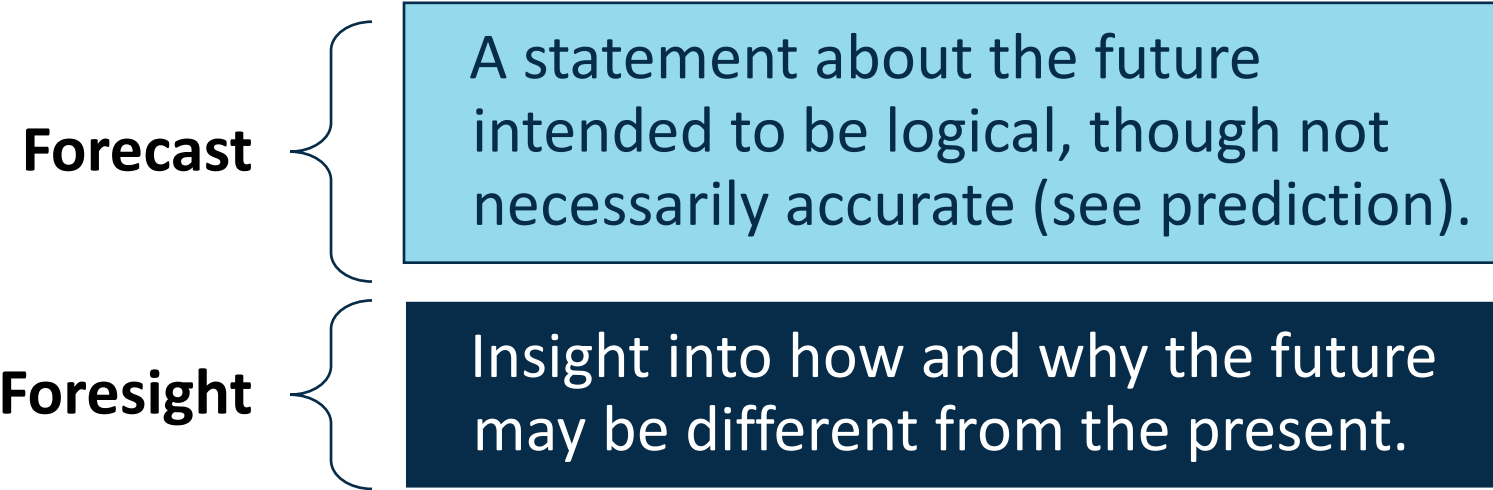 Forecast
A statement about the future
intended to be logical, though not
necessarily accurate (see prediction).
Foresight
Insight into how and why the future
may be different from the present.